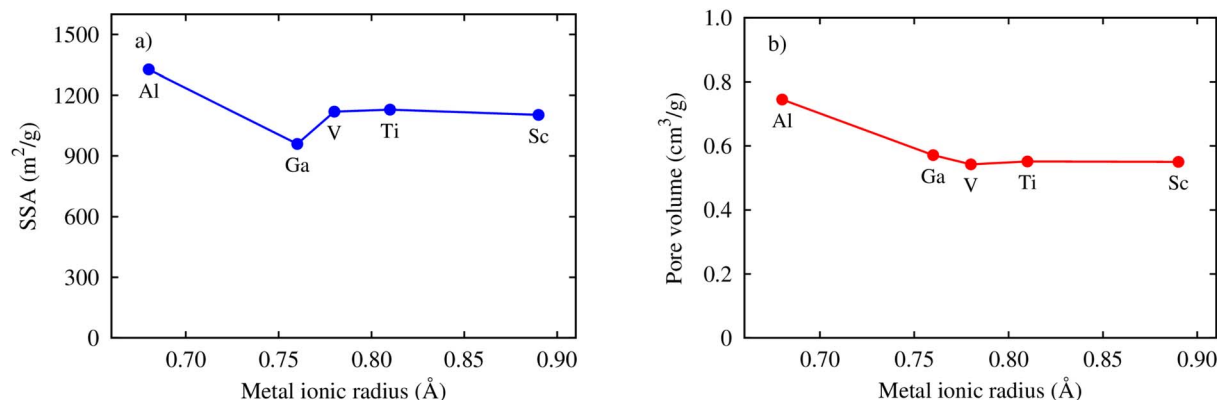 1500
1200
900
600
300
0
SSA (m²/g)
a)
Al
Ga
V
Ti
Sc
0.70
0.75
0.80
0.85
0.90
Metal ionic radius (Å)
1.0
0.8
0.6
0.4
0.2
0
Pore volume (cm³/g)
b)
Al
Ga
V
Ti
Sc
0.70
0.75
0.80
0.85
0.90
Metal ionic radius (Å)